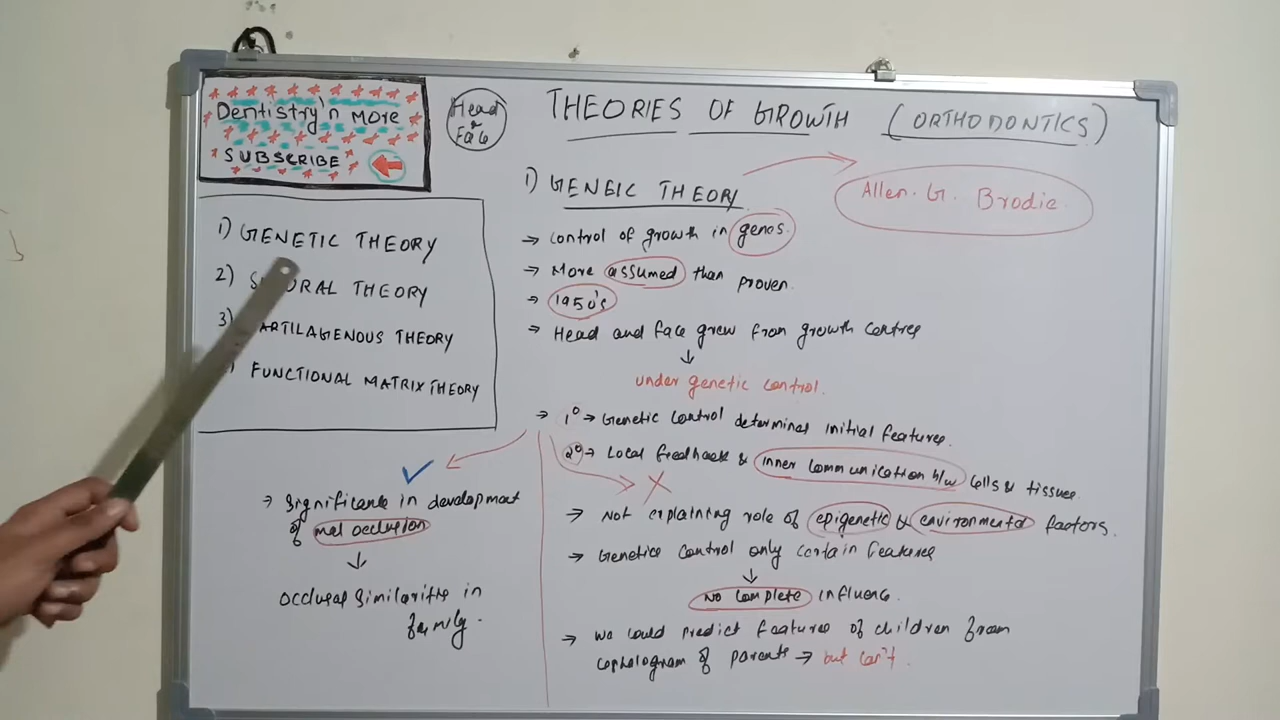 Dentistry'n More
SUBSCRIBE
Head & Face
THEORIES OF GROWTH (ORTHODONTICS)
1) GENETIC THEORY
2) SUTURAL THEORY
3) CARTILAGENOUS THEORY
FUNCTIONAL MATRIX THEORY
1) GENEIC THEORY
Allen. G. Brodie.
→ Control of growth in genes.
→ More assumed than proven.
→ 1950's
→ Head and face grew from growth centres
↓
under genetic control.
→ 1° → Genetic control determines initial features.
2° → Local feedback & inner communication b/w cells & tissues.
✓
→ Significance in development
of mal occlusion
↓
Occlusal similarities in
family.
X
→ Not explaining role of epigenetic & environmental factors.
→ Genetics control only certain features
↓
No complete influence.
→ We could predict features of children from
cephalogram of parents → but can't.